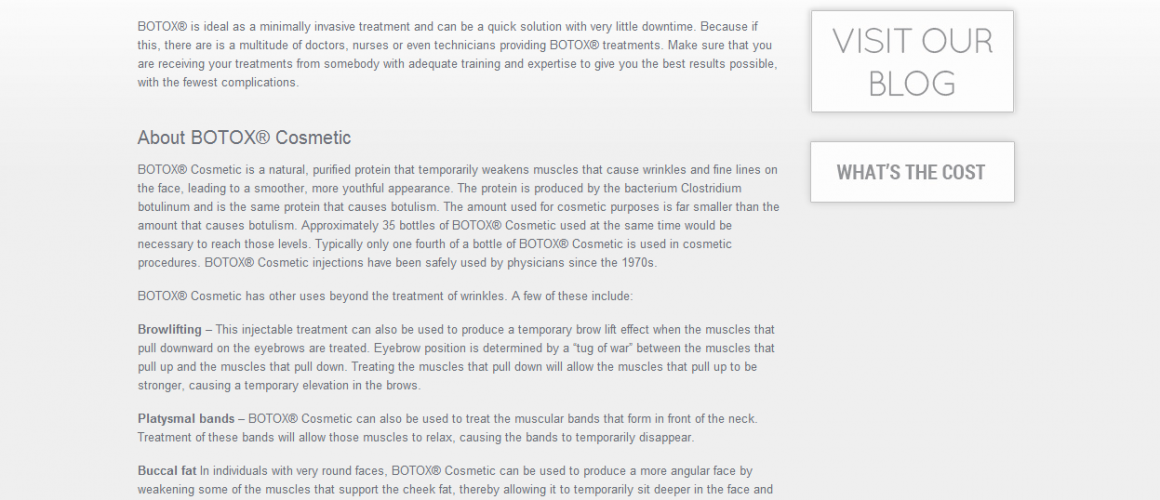 BOTOX® is ideal as a minimally invasive treatment and can be a quick solution with very little downtime. Because if
this, there are is a multitude of doctors, nurses or even technicians providing BOTOX® treatments. Make sure that you
are receiving your treatments from somebody with adequate training and expertise to give you the best results possible,
with the fewest complications.
About BOTOX® Cosmetic
BOTOX® Cosmetic is a natural, purified protein that temporarily weakens muscles that cause wrinkles and fine lines on
the face, leading to a smoother, more youthful appearance. The protein is produced by the bacterium Clostridium
botulinum and is the same protein that causes botulism. The amount used for cosmetic purposes is far smaller than the
amount that causes botulism. Approximately 35 bottles of BOTOX® Cosmetic used at the same time would be
necessary to reach those levels. Typically only one fourth of a bottle of BOTOX® Cosmetic is used in cosmetic
procedures. BOTOX® Cosmetic injections have been safely used by physicians since the 1970s.
BOTOX® Cosmetic has other uses beyond the treatment of wrinkles. A few of these include:
Browlifting – This injectable treatment can also be used to produce a temporary brow lift effect when the muscles that
pull downward on the eyebrows are treated. Eyebrow position is determined by a “tug of war” between the muscles that
pull up and the muscles that pull down. Treating the muscles that pull down will allow the muscles that pull up to be
stronger, causing a temporary elevation in the brows.
Platysmal bands – BOTOX® Cosmetic can also be used to treat the muscular bands that form in front of the neck.
Treatment of these bands will allow those muscles to relax, causing the bands to temporarily disappear.
Buccal fat In individuals with very round faces, BOTOX® Cosmetic can be used to produce a more angular face by
weakening some of the muscles that support the cheek fat, thereby allowing it to temporarily sit deeper in the face and
VISIT OUR
BLOG
WHAT'S THE COST